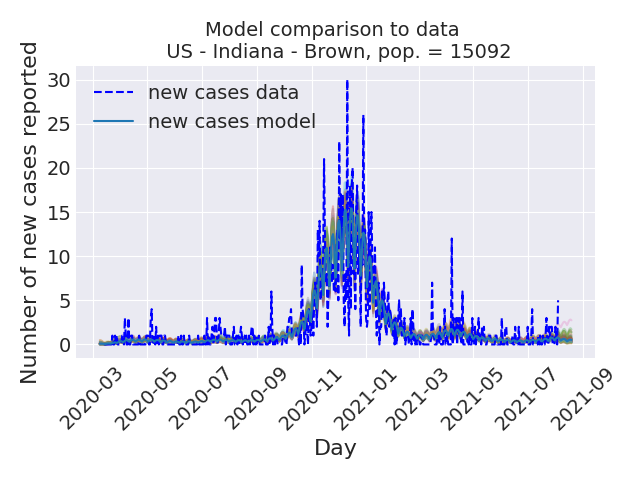 Model comparison to data
US - Indiana - Brown, pop. = 15092
Number of new cases reported
30
25
20
15
10
5
0
new cases data
new cases model
2020-03
2020-05
2020-07
2020-09
2020-11
2021-01
2021-03
2021-05
2021-07
2021-09
Day